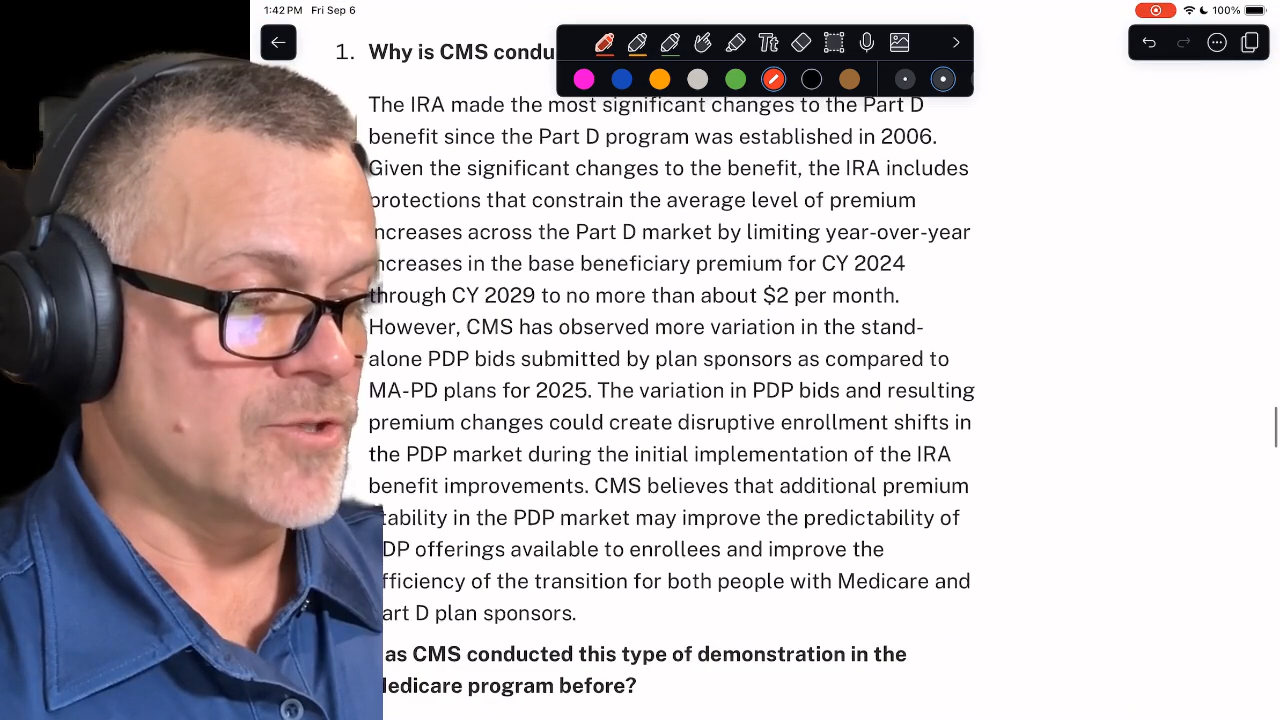 1:42 PM Fri Sep 6
100%
1. Why is CMS condu
Tt
The IRA made the most significant changes to the Part D
benefit since the Part D program was established in 2006.
Given the significant changes to the benefit, the IRA includes
protections that constrain the average level of premium
ncreases across the Part D market by limiting year-over-year
ncreases in the base beneficiary premium for CY 2024
through CY 2029 to no more than about $2 per month.
However, CMS has observed more variation in the stand-
alone PDP bids submitted by plan sponsors as compared to
MA-PD plans for 2025. The variation in PDP bids and resulting
premium changes could create disruptive enrollment shifts in
the PDP market during the initial implementation of the IRA
benefit improvements. CMS believes that additional premium
tability in the PDP market may improve the predictability of
DP offerings available to enrollees and improve the
fficiency of the transition for both people with Medicare and
art D plan sponsors.
as CMS conducted this type of demonstration in the
edicare program before?